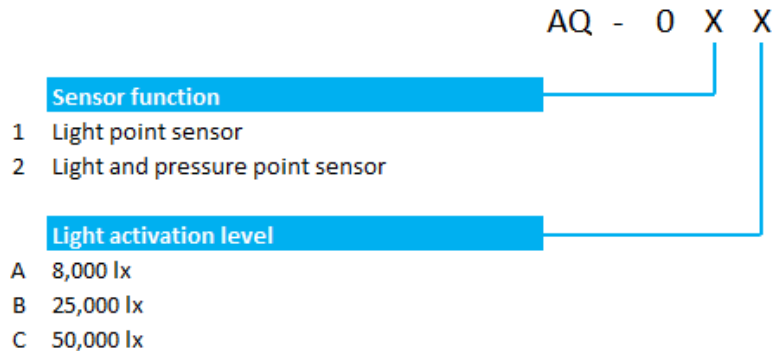 AQ - 0 X X
Sensor function
1 Light point sensor
2 Light and pressure point sensor
Light activation level
A 8,000 lx
B 25,000 lx
C 50,000 lx